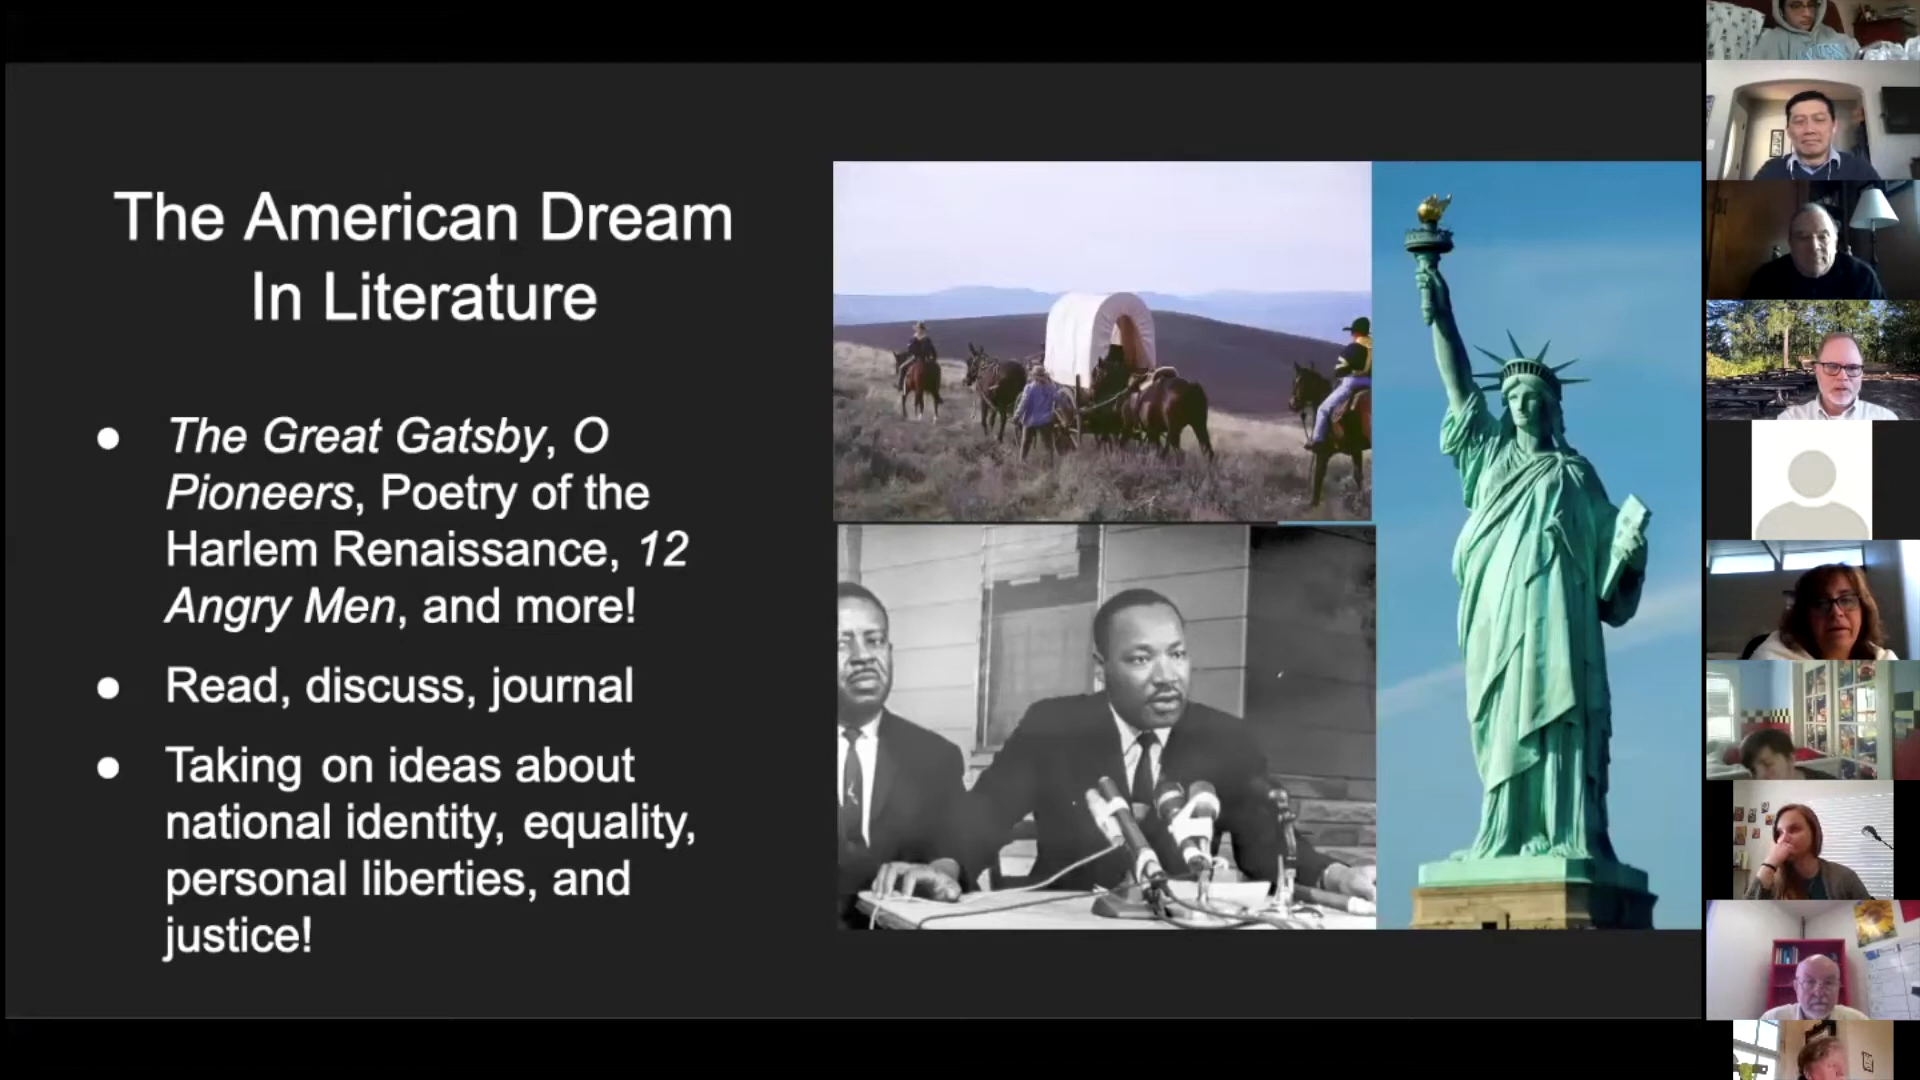 The American Dream
In Literature
● The Great Gatsby, O
Pioneers, Poetry of the
Harlem Renaissance, 12
Angry Men, and more!
● Read, discuss, journal
● Taking on ideas about
national identity, equality,
personal liberties, and
justice!